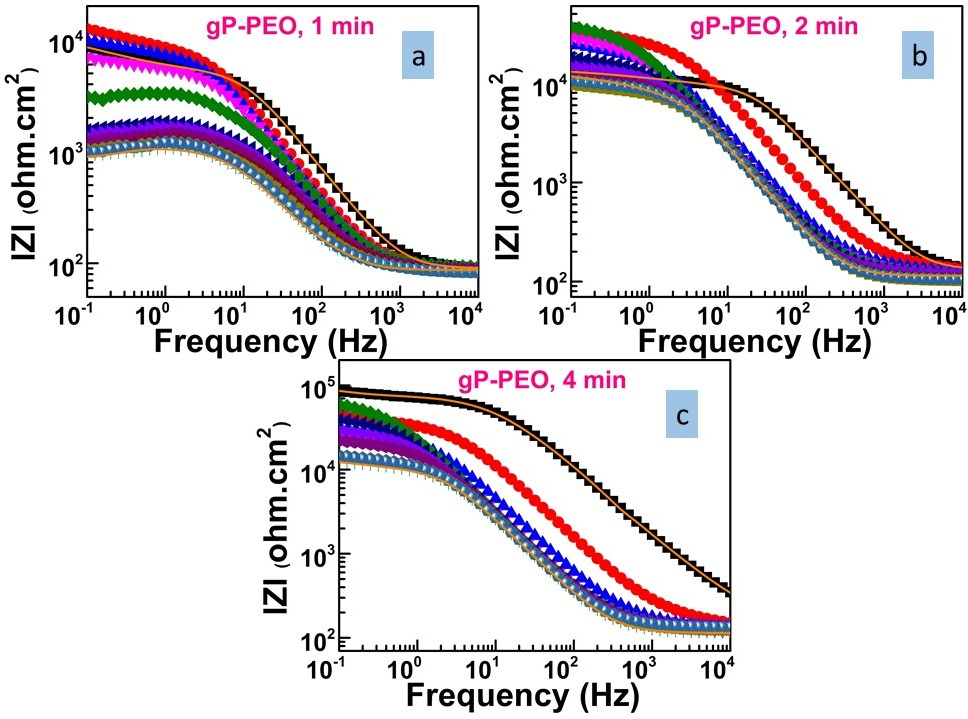 gP-PEO, 1 min
a
10^4
10^3
10^2
IZI (ohm.cm^2)
10^-1 10^0 10^1 10^2 10^3 10^4
Frequency (Hz)
gP-PEO, 2 min
b
10^4
10^3
10^2
IZI (ohm.cm^2)
10^-1 10^0 10^1 10^2 10^3 10^4
Frequency (Hz)
gP-PEO, 4 min
c
10^5
10^4
10^3
10^2
IZI (ohm.cm^2)
10^-1 10^0 10^1 10^2 10^3 10^4
Frequency (Hz)